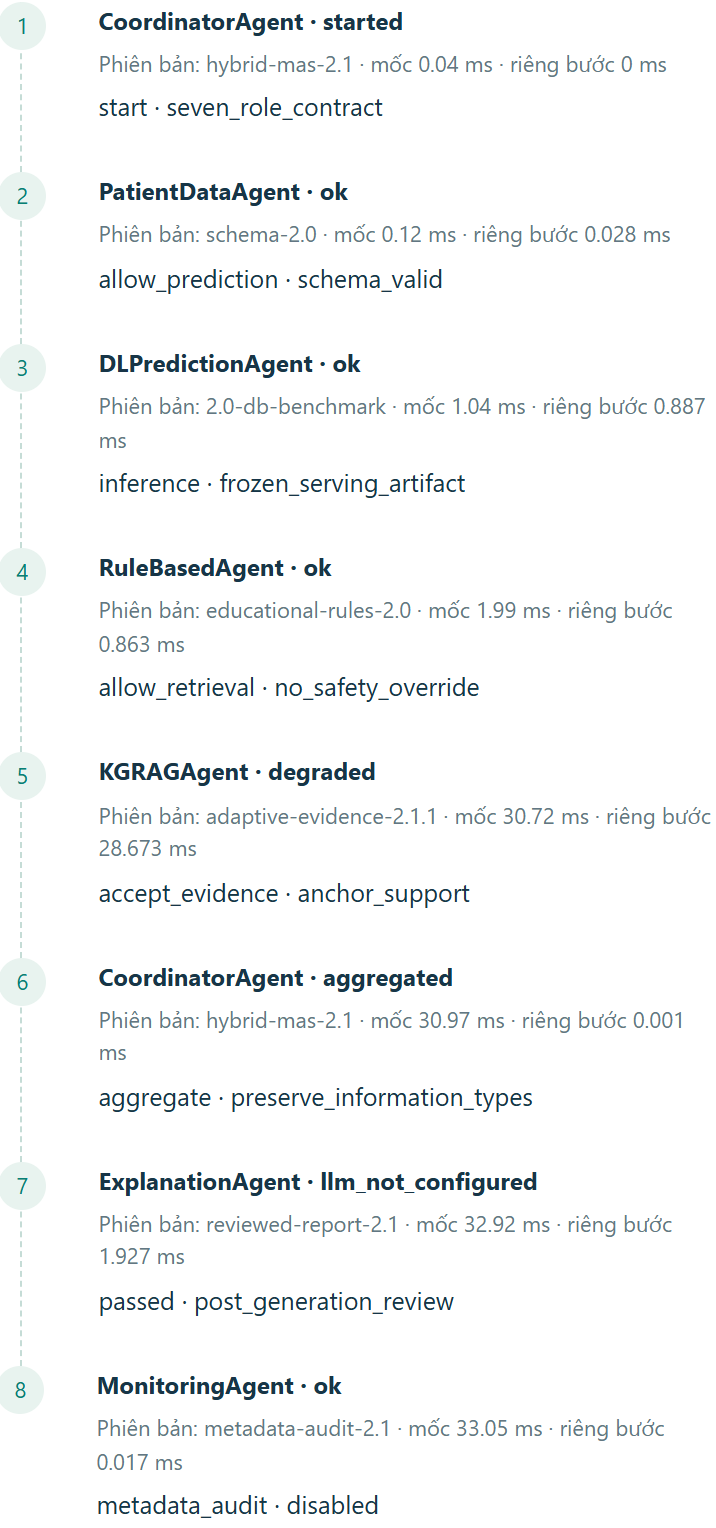 1
CoordinatorAgent · started
Phiên bản: hybrid-mas-2.1 · mốc 0.04 ms · riêng bước 0 ms
start · seven_role_contract
2
PatientDataAgent · ok
Phiên bản: schema-2.0 · mốc 0.12 ms · riêng bước 0.028 ms
allow_prediction · schema_valid
3
DLPredictionAgent · ok
Phiên bản: 2.0-db-benchmark · mốc 1.04 ms · riêng bước 0.887
ms
inference · frozen_serving_artifact
4
RuleBasedAgent · ok
Phiên bản: educational-rules-2.0 · mốc 1.99 ms · riêng bước
0.863 ms
allow_retrieval · no_safety_override
5
KGRAGAgent · degraded
Phiên bản: adaptive-evidence-2.1.1 · mốc 30.72 ms · riêng bước
28.673 ms
accept_evidence · anchor_support
6
CoordinatorAgent · aggregated
Phiên bản: hybrid-mas-2.1 · mốc 30.97 ms · riêng bước 0.001
ms
aggregate · preserve_information_types
7
ExplanationAgent · llm_not_configured
Phiên bản: reviewed-report-2.1 · mốc 32.92 ms · riêng bước
1.927 ms
passed · post_generation_review
8
MonitoringAgent · ok
Phiên bản: metadata-audit-2.1 · mốc 33.05 ms · riêng bước
0.017 ms
metadata_audit · disabled